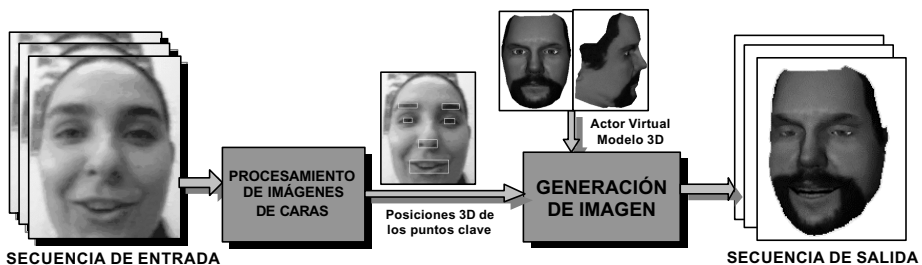 SECUENCIA DE ENTRADA
PROCESAMIENTO
DE IMÁGENES
DE CARAS
Posiciones 3D de
los puntos clave
Actor Virtual
Modelo 3D
GENERACIÓN
DE IMAGEN
SECUENCIA DE SALIDA